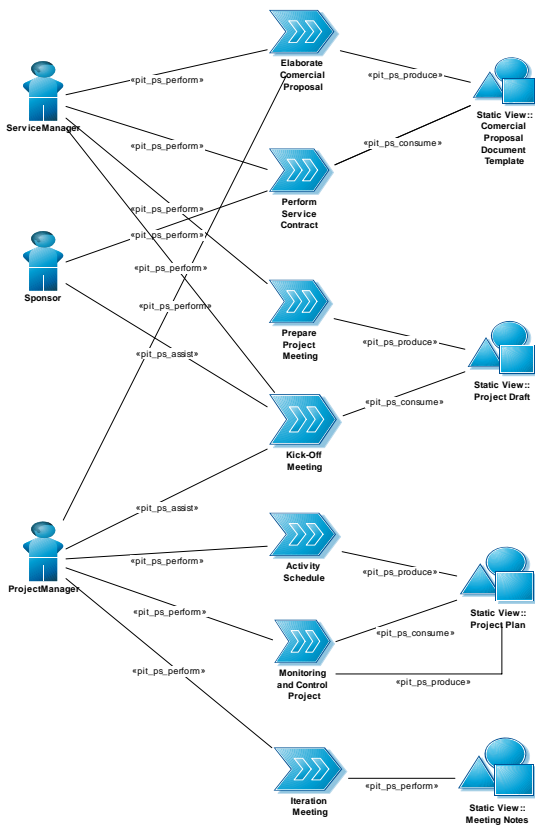 Elaborate
Comercial
Proposal
«pit_ps_perform»
«pit_ps_produce»
ServiceManager
Static View::
Comercial
Proposal
Document
Template
«pit_ps_perform»
«pit_ps_consume»
Perform
Service
Contract
«pit_ps_perform»
«pit_ps_perform»
«pit_ps_perform»
Sponsor
«pit_ps_perform»
Prepare
Project
Meeting
«pit_ps_produce»
«pit_ps_assist»
Static View::
Project Draft
«pit_ps_consume»
Kick-Off
Meeting
«pit_ps_assist»
«pit_ps_perform»
Activity
Schedule
«pit_ps_produce»
ProjectManager
«pit_ps_perform»
Static View::
Project Plan
«pit_ps_consume»
«pit_ps_perform»
Monitoring
and Control
Project
«pit_ps_produce»
Iteration
Meeting
«pit_ps_perform»
Static View::
Meeting Notes